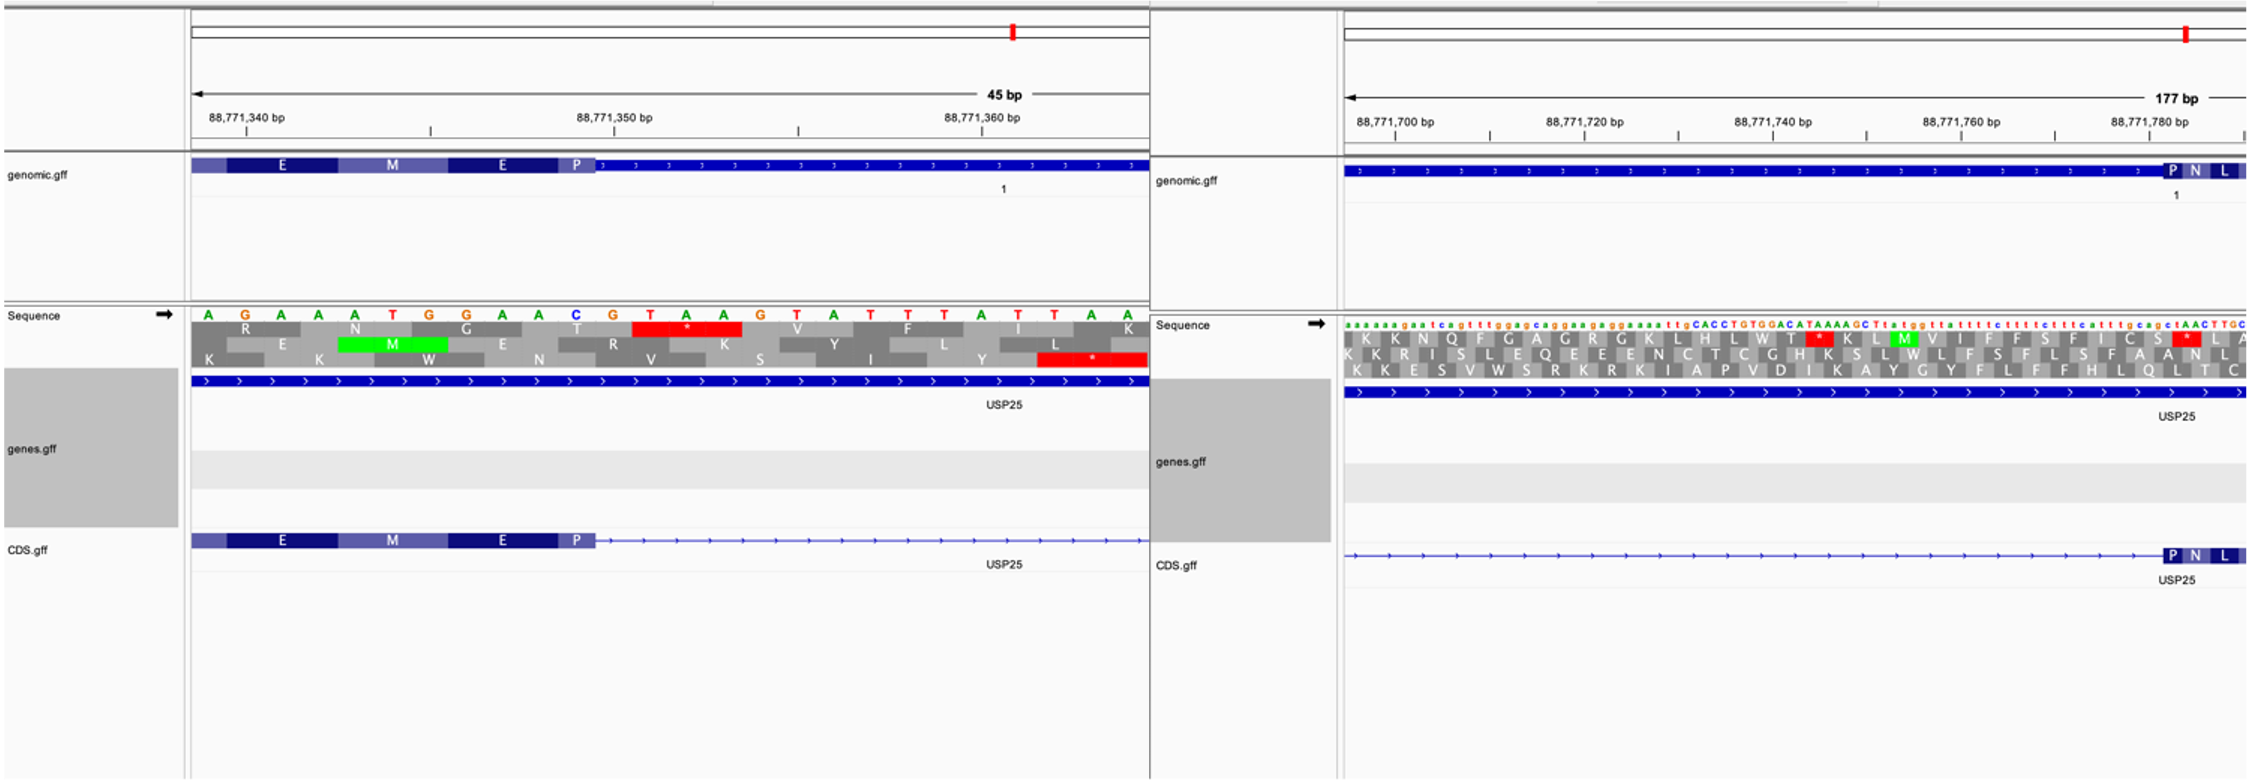 45 bp
88,771,340 bp 88,771,350 bp 88,771,360 bp
genomic.gff
E M E P
1
Sequence
A G A A A T G G A A C G T A A G T A T T T A T T A A
R N G T * V F I K
E M E R K Y L L
K K W N V S I Y *
USP25
genes.gff
E M E P
CDS.gff
USP25
177 bp
88,771,700 bp 88,771,720 bp 88,771,740 bp 88,771,760 bp 88,771,780 bp
genomic.gff
P N L
1
Sequence
aaaaaagaatcagtttggagcaggaagaggaaaattgCACCTGTGGACATAAAAGCTTatggttattttcttttctttcatttgcagctAACTTGC
K K N Q F G A G R G K L H L W T * K L M V I F F S F I C S * L A
K K R I S L E Q E E E N C T C G H K S L W L F S F L S F A A N L
K K E S V W S R K R K I A P V D I K A Y G Y F L F F H L Q L T C
USP25
genes.gff
P N L
CDS.gff
USP25